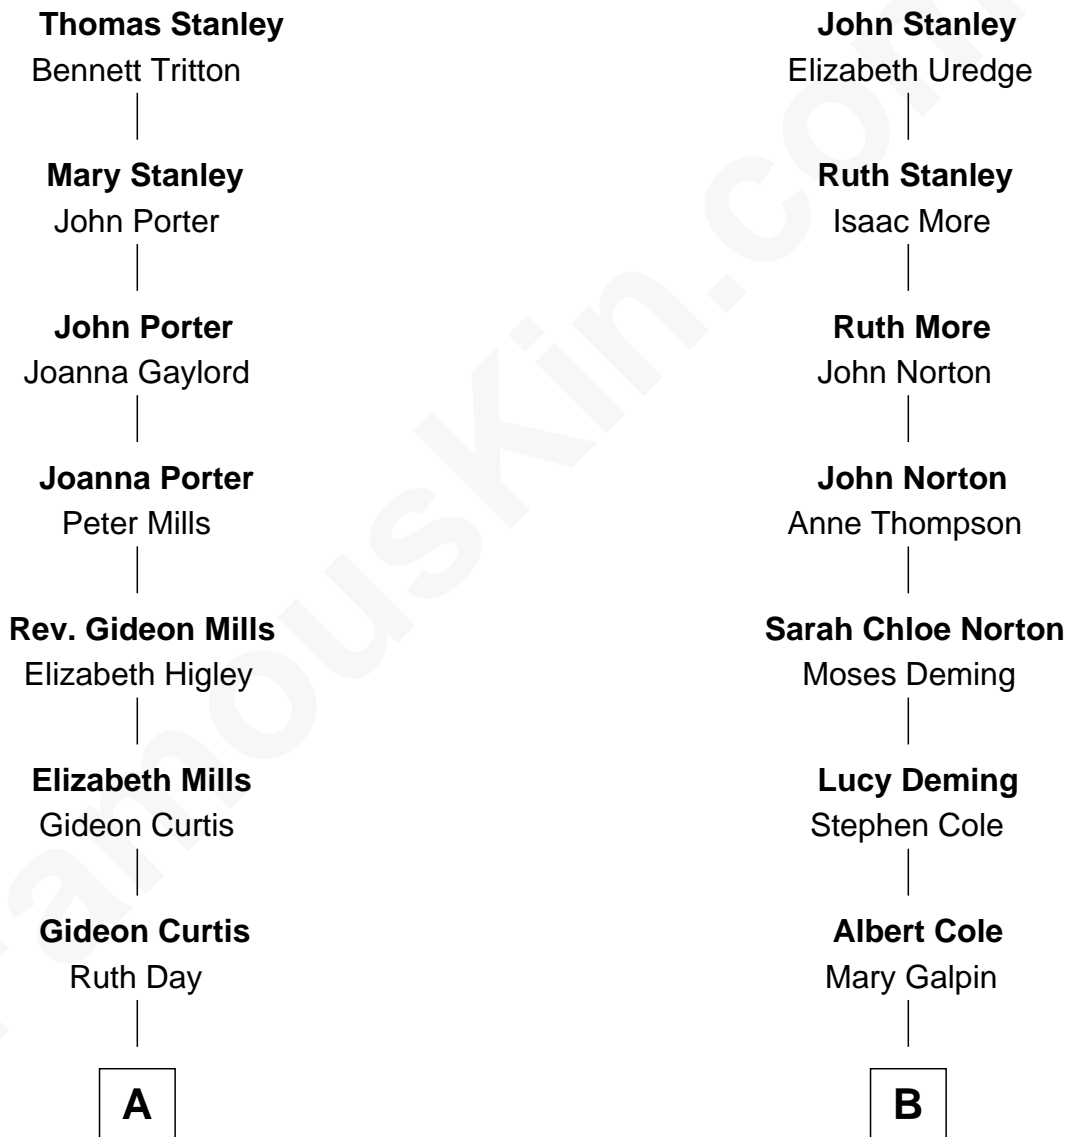 Thomas Stanley
Bennett Tritton
Mary Stanley
John Porter
John Porter
Joanna Gaylord
Joanna Porter
Peter Mills
Rev. Gideon Mills
Elizabeth Higley
Elizabeth Mills
Gideon Curtis
Gideon Curtis
Ruth Day
A
John Stanley
Elizabeth Uredge
Ruth Stanley
Isaac More
Ruth More
John Norton
John Norton
Anne Thompson
Sarah Chloe Norton
Moses Deming
Lucy Deming
Stephen Cole
Albert Cole
Mary Galpin
B
FamousKin.com